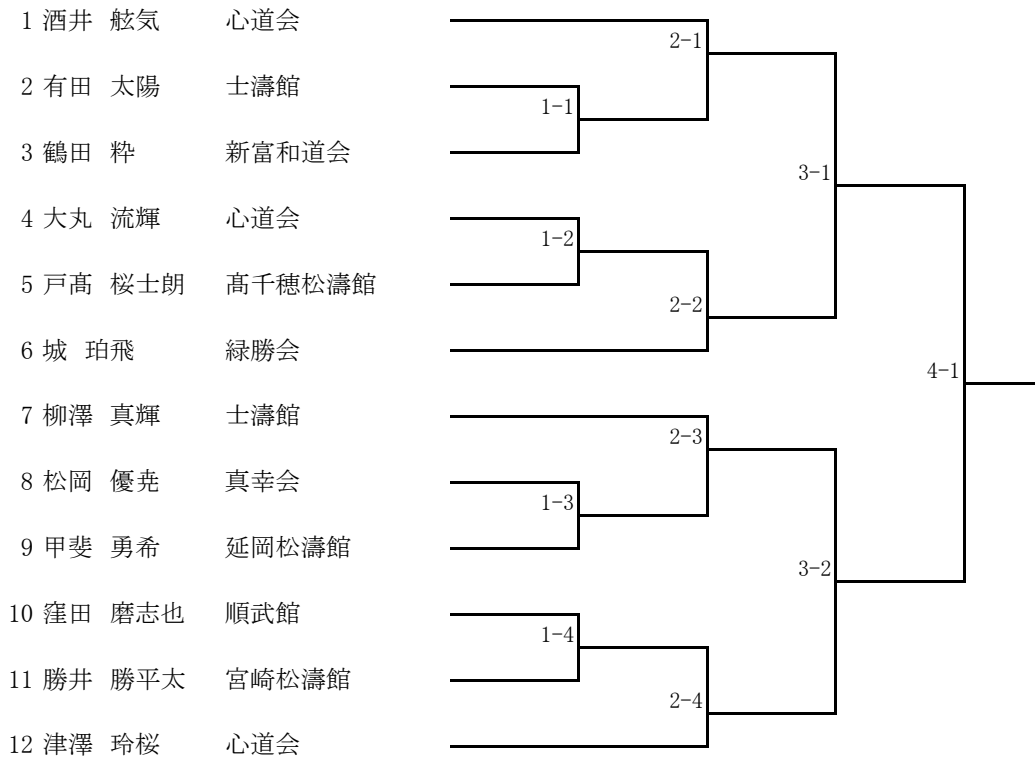 1 酒井 舷気 心道会
2-1
2 有田 太陽 士濤館
1-1
3 鶴田 粋 新富和道会
3-1
4 大丸 流輝 心道会
1-2
5 戸髙 桜士朗 髙千穂松濤館
2-2
6 城 珀飛 緑勝会
4-1
7 柳澤 真輝 士濤館
2-3
8 松岡 優尭 真幸会
1-3
9 甲斐 勇希 延岡松濤館
3-2
10 窪田 磨志也 順武館
1-4
11 勝井 勝平太 宮崎松濤館
2-4
12 津澤 玲桜 心道会